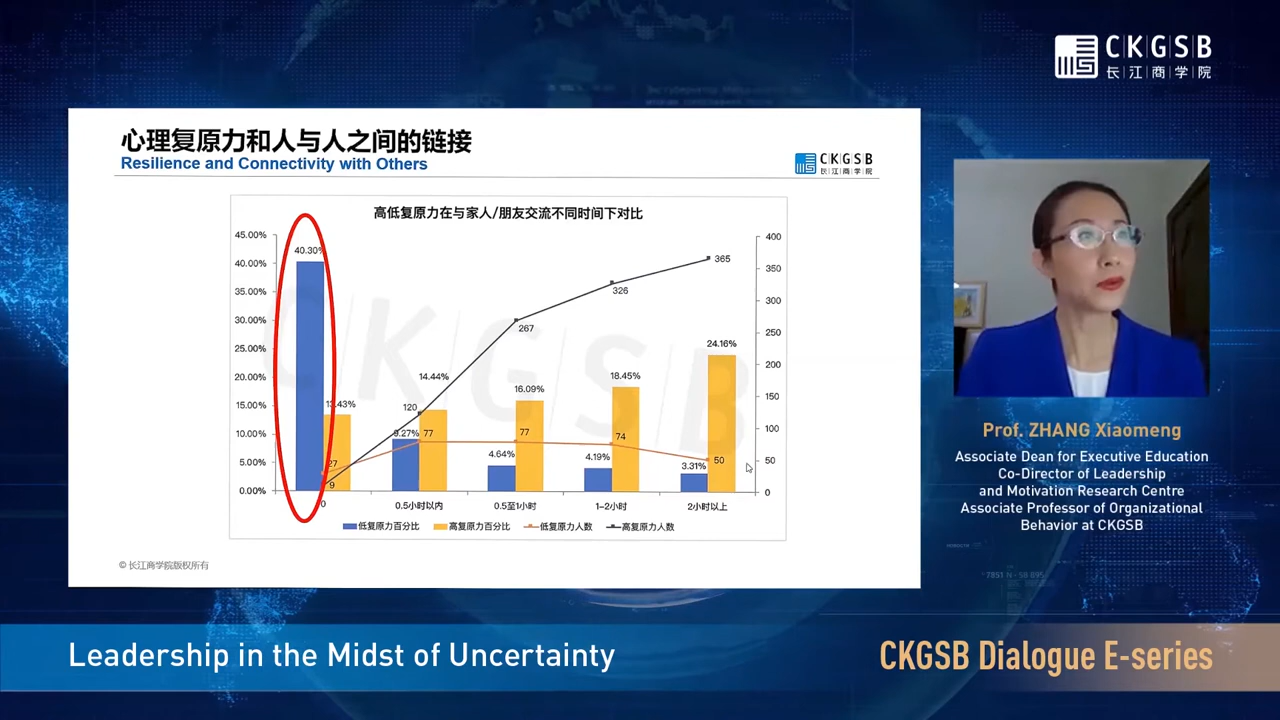 CKGSB
长江商学院
心理复原力和人与人之间的链接
Resilience and Connectivity with Others
CKGSB
长江商学院
高低复原力在与家人/朋友交流不同时间下对比
45.00%
40.00%
35.00%
30.00%
25.00%
20.00%
15.00%
10.00%
5.00%
0.00%
400
350
300
250
200
150
100
50
0
40.30%
13.43%
27
9
14.44%
120
9.27%
77
267
16.09%
77
4.64%
326
18.45%
74
4.19%
365
24.16%
50
3.31%
0
0.5小时以内
0.5至1小时
1-2小时
2小时以上
低复原力百分比
高复原力百分比
低复原力人数
高复原力人数
CKGSB
© 长江商学院版权所有
Prof. ZHANG Xiaomeng
Associate Dean for Executive Education
Co-Director of Leadership
and Motivation Research Centre
Associate Professor of Organizational
Behavior at CKGSB
Leadership in the Midst of Uncertainty
CKGSB Dialogue E-series